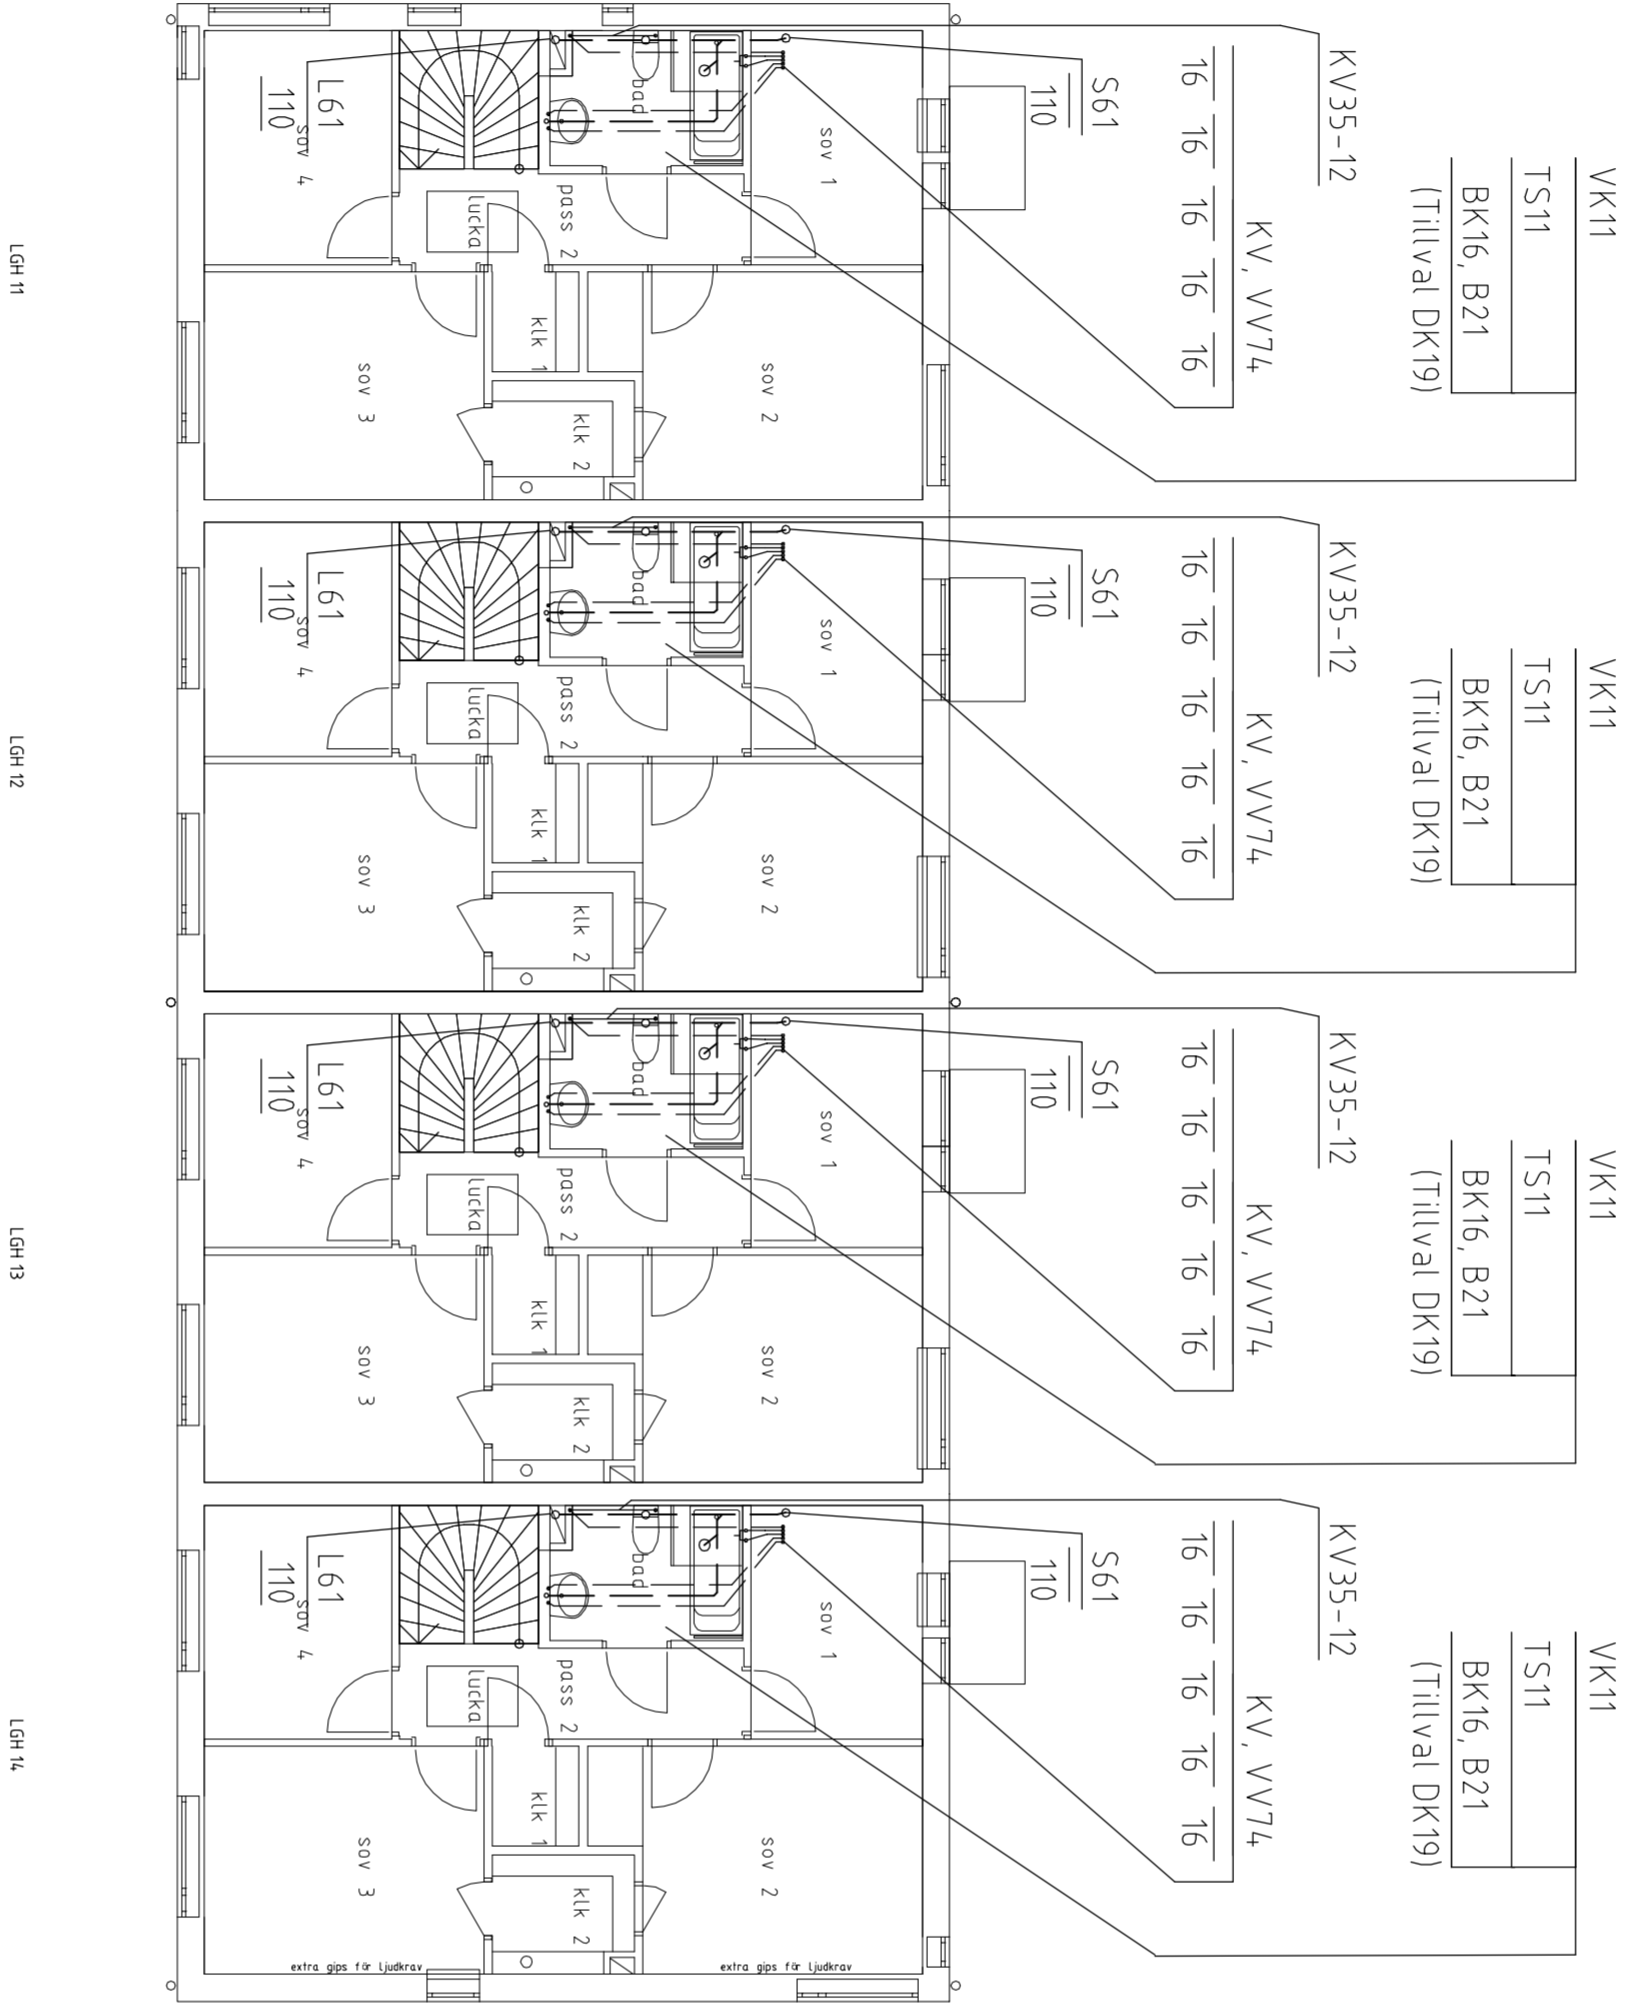 VK11
TS11
BK16, B21
(Tillval DK19)
KV35-12
KV, VV74
16 16 16 16 16
S61
110
sov 1
bad
pass 2
lucka
L61
110
sov 4
klk 1
klk 2
sov 2
sov 3
LGH 11
VK11
TS11
BK16, B21
(Tillval DK19)
KV35-12
KV, VV74
16 16 16 16 16
S61
110
sov 1
bad
pass 2
lucka
L61
110
sov 4
klk 1
klk 2
sov 2
sov 3
LGH 12
VK11
TS11
BK16, B21
(Tillval DK19)
KV35-12
KV, VV74
16 16 16 16 16
S61
110
sov 1
bad
pass 2
lucka
L61
110
sov 4
klk 1
klk 2
sov 2
sov 3
LGH 13
VK11
TS11
BK16, B21
(Tillval DK19)
KV35-12
KV, VV74
16 16 16 16 16
S61
110
sov 1
bad
pass 2
lucka
L61
110
sov 4
klk 1
klk 2
sov 2
sov 3
extra gips för ljudkrav
extra gips för ljudkrav
LGH 14